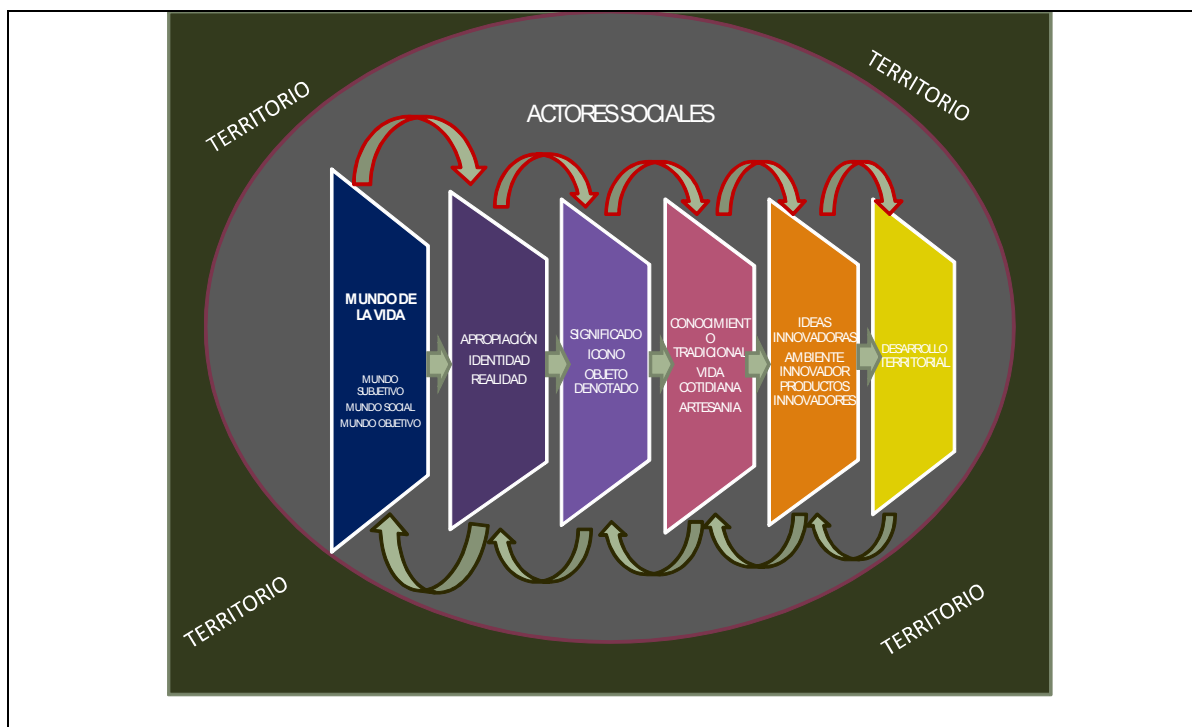 TERRITORIO
TERRITORIO
ACTORES SOCIALES
MUNDO DE
LA VIDA
MUNDO
SUBJETIVO
MUNDO SOCIAL
MUNDO OBJETIVO
APROPIACIÓN
IDENTIDAD
REALIDAD
SIGNIFICADO
ICONO
OBJETO
DENOTADO
CONOCIMIENT
O
TRADICIONAL
VIDA
COTIDIANA
ARTESANIA
IDEAS
INNOVADORAS
AMBIENTE
INNOVADOR
PRODUCTOS
INNOVADORES
DESARROLLO
TERRITORIAL
TERRITORIO
TERRITORIO